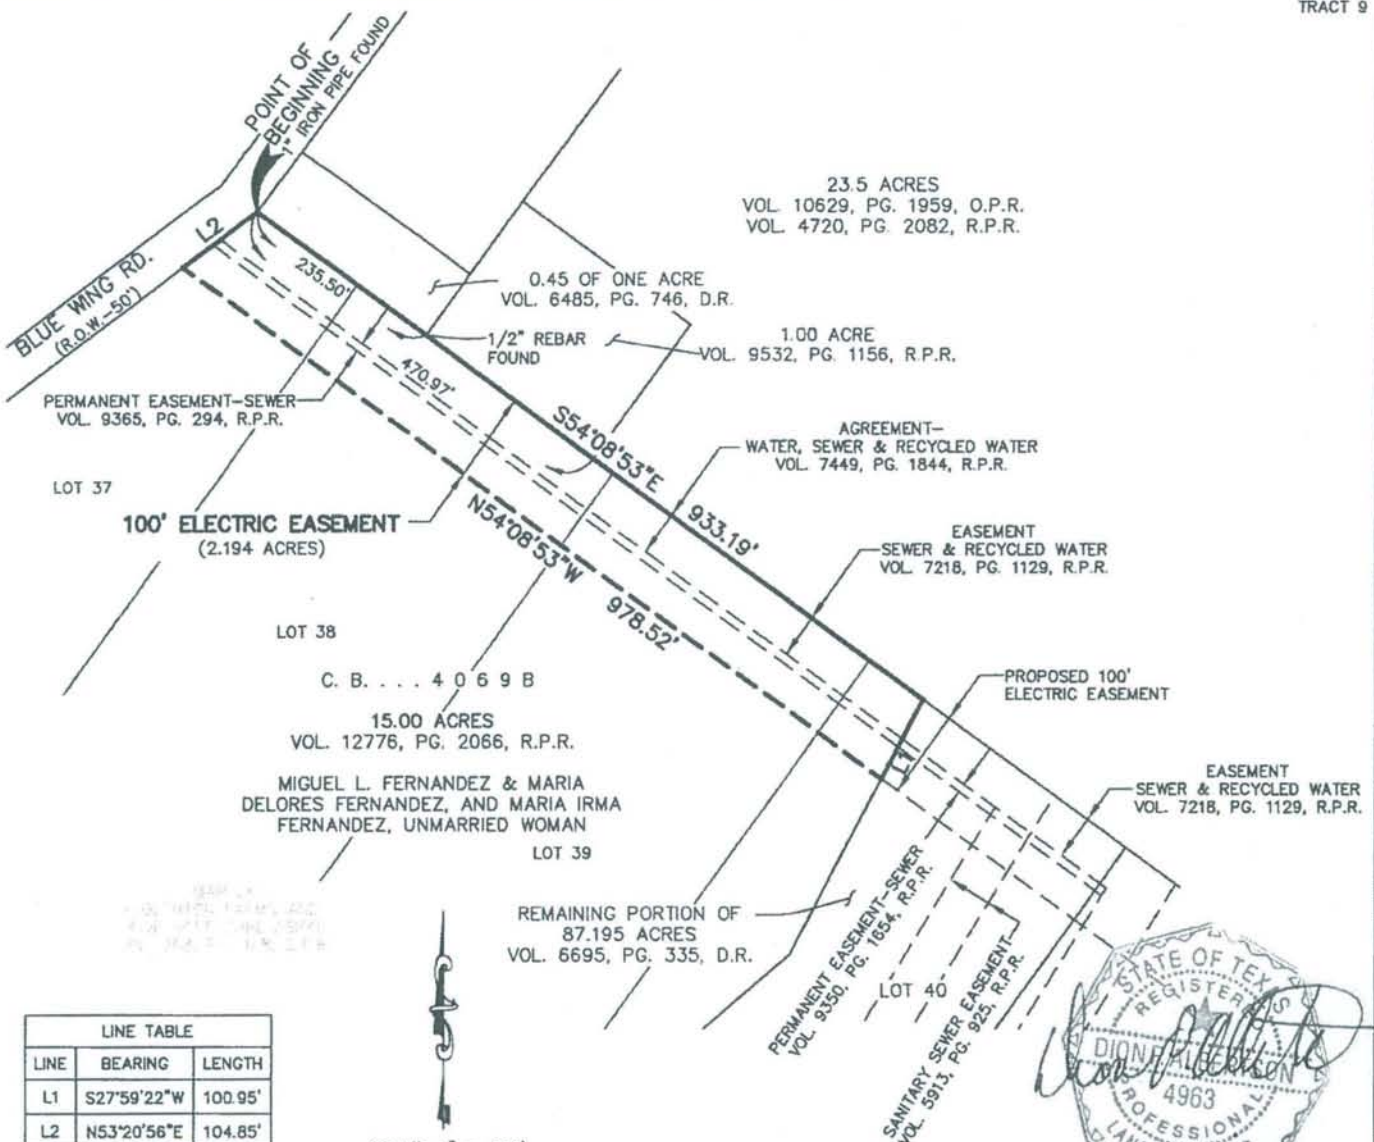 TRACT 9
POINT OF
BEGINNING
1" IRON PIPE FOUND
23.5 ACRES
VOL. 10629, PG. 1959, O.P.R.
VOL. 4720, PG. 2082, R.P.R.
L2
BLUE WING RD.
(R.O.W.-50')
235.50'
0.45 OF ONE ACRE
VOL. 6485, PG. 746, D.R.
1/2" REBAR
FOUND
1.00 ACRE
VOL. 9532, PG. 1156, R.P.R.
470.97'
PERMANENT EASEMENT-SEWER
VOL. 9365, PG. 294, R.P.R.
S54°08'53"E 933.19'
AGREEMENT-
WATER, SEWER & RECYCLED WATER
VOL. 7449, PG. 1844, R.P.R.
LOT 37
100' ELECTRIC EASEMENT
(2.194 ACRES)
N54°08'53"W 978.52'
EASEMENT
SEWER & RECYCLED WATER
VOL. 7218, PG. 1129, R.P.R.
LOT 38
C. B. . . . 4 0 6 9 B
15.00 ACRES
VOL. 12776, PG. 2066, R.P.R.
PROPOSED 100'
ELECTRIC EASEMENT
L1
MIGUEL L. FERNANDEZ & MARIA
DELORES FERNANDEZ, AND MARIA IRMA
FERNANDEZ, UNMARRIED WOMAN
EASEMENT
SEWER & RECYCLED WATER
VOL. 7218, PG. 1129, R.P.R.
LOT 39
REMAINING PORTION OF
87.195 ACRES
VOL. 6695, PG. 335, D.R.
PERMANENT EASEMENT-SEWER
VOL. 9350, PG. 1654, R.P.R.
LOT 40
SANITARY SEWER EASEMENT-
VOL. 5913, PG. 925, R.P.R.
STATE OF TEXAS
REGISTERED
4963
PROFESSIONAL
LINE TABLE
LINE BEARING LENGTH
L1 S27°59'22"W 100.95'
L2 N53°20'56"E 104.85'